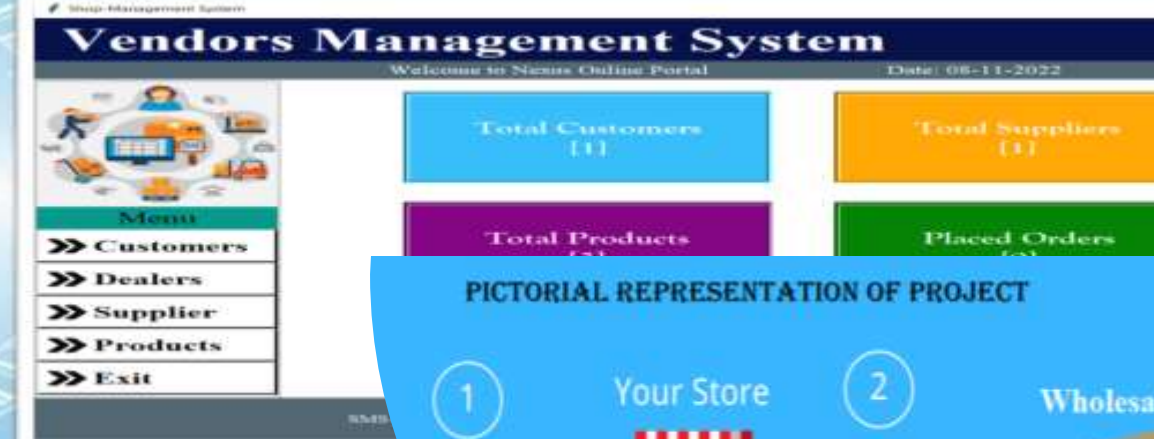 Shop-Management System
Vendors Management System
Welcome to Nexus Online Portal
Date: 08-11-2022
Total Customers
[1]
Total Suppliers
[1]
Menu
Customers
Dealers
Supplier
Products
Exit
Total Products
Placed Orders
PICTORIAL REPRESENTATION OF PROJECT
1
Your Store
2
Wholesa